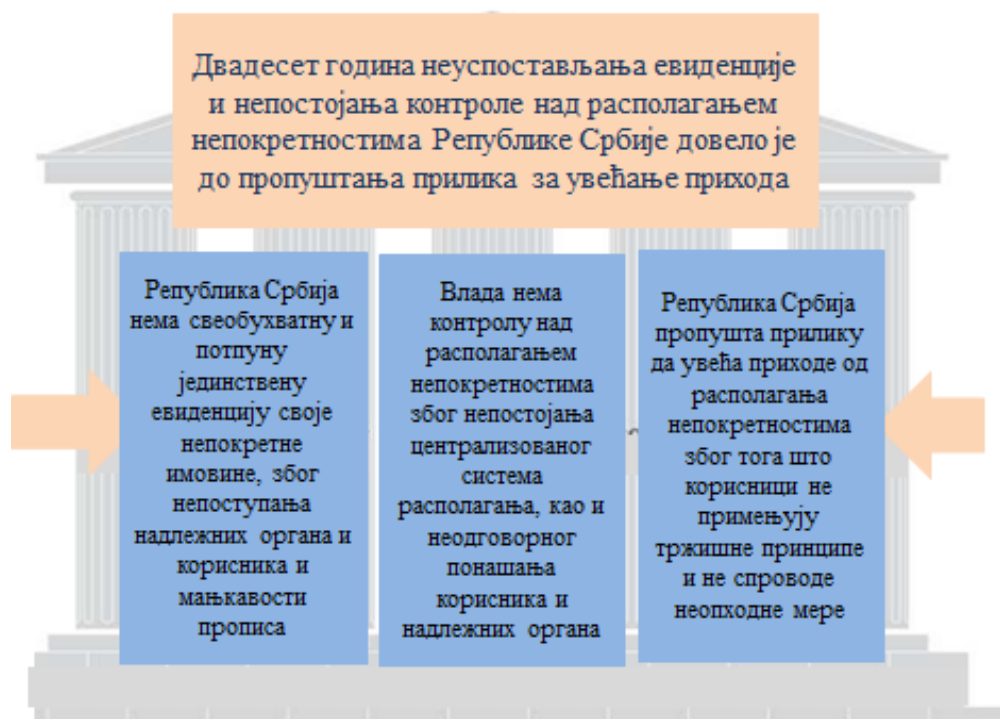 Двадесет година неуспостављања евиденције
и непостојања контроле над располагањем
непокретностима Републике Србије довело је
до пропуштања прилика за увећање прихода
Република Србија
нема свеобухватну и
потпуну
јединствену
евиденцију своје
непокретне
имовине, због
непоступања
надлежних органа и
корисника и
мањкавости
прописа
Влада нема
контролу над
располагањем
непокретностима
због непостојања
централизованог
система
располагања, као и
неодговорног
понашања
корисника и
надлежних органа
Република Србија
пропушта прилику
да увећа приходе од
располагања
непокретностима
због тога што
корисници не
примењују
тржишне принципе
и не спроводе
неопходне мере